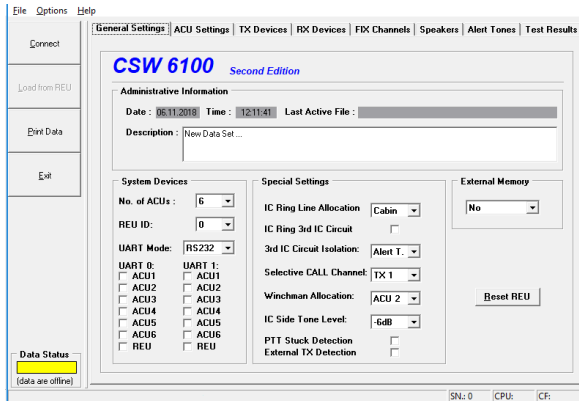 File Options Help
General Settings ACU Settings TX Devices RX Devices FIX Channels Speakers Alert Tones Test Results
Connect
Load from REU
Print Data
Exit
CSW 6100 Second Edition
Administrative Information
Date : 06.11.2018 Time : 12:11:41 Last Active File :
Description : New Data Set ...
System Devices
No. of ACUs : 6
REU ID: 0
UART Mode: RS232
UART 0: UART 1:
ACU1 ACU1
ACU2 ACU2
ACU3 ACU3
ACU4 ACU4
ACU5 ACU5
ACU6 ACU6
REU REU
Special Settings
IC Ring Line Allocation Cabin
IC Ring 3rd IC Circuit
3rd IC Circuit Isolation: Alert T.
Selective CALL Channel: TX 1
Winchman Allocation: ACU 2
IC Side Tone Level: -6dB
PTT Stuck Detection
External TX Detection
External Memory
No
Reset REU
Data Status
(data are offline)
SN.: 0 CPU: CF: